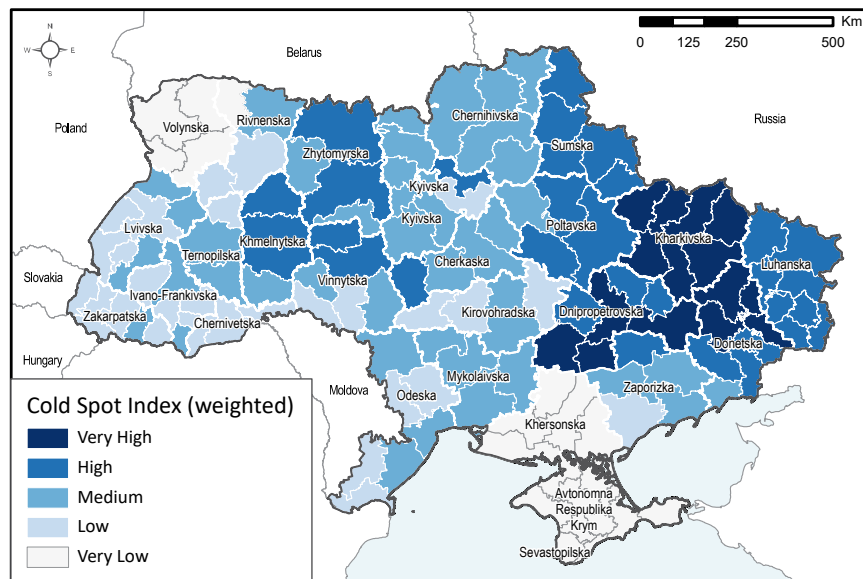 N
W E
S
Belarus
Km
0 125 250 500
Poland
Russia
Volynska
Rivnenska
Chernihivska
Zhytomyrska
Sumska
Kyivska
Kyivska
Lvivska
Khmelnytska
Poltavska
Kharkivska
Ternopilska
Cherkaska
Luhanska
Slovakia
Vinnytska
Ivano-Frankivska
Zakarpatska
Chernivetska
Kirovohradska
Dnipropetrovska
Donetska
Hungary
Moldova
Mykolaivska
Zaporizka
Odeska
Khersonska
Avtonomna
Respublika
Krym
Sevastopilska
Cold Spot Index (weighted)
Very High
High
Medium
Low
Very Low